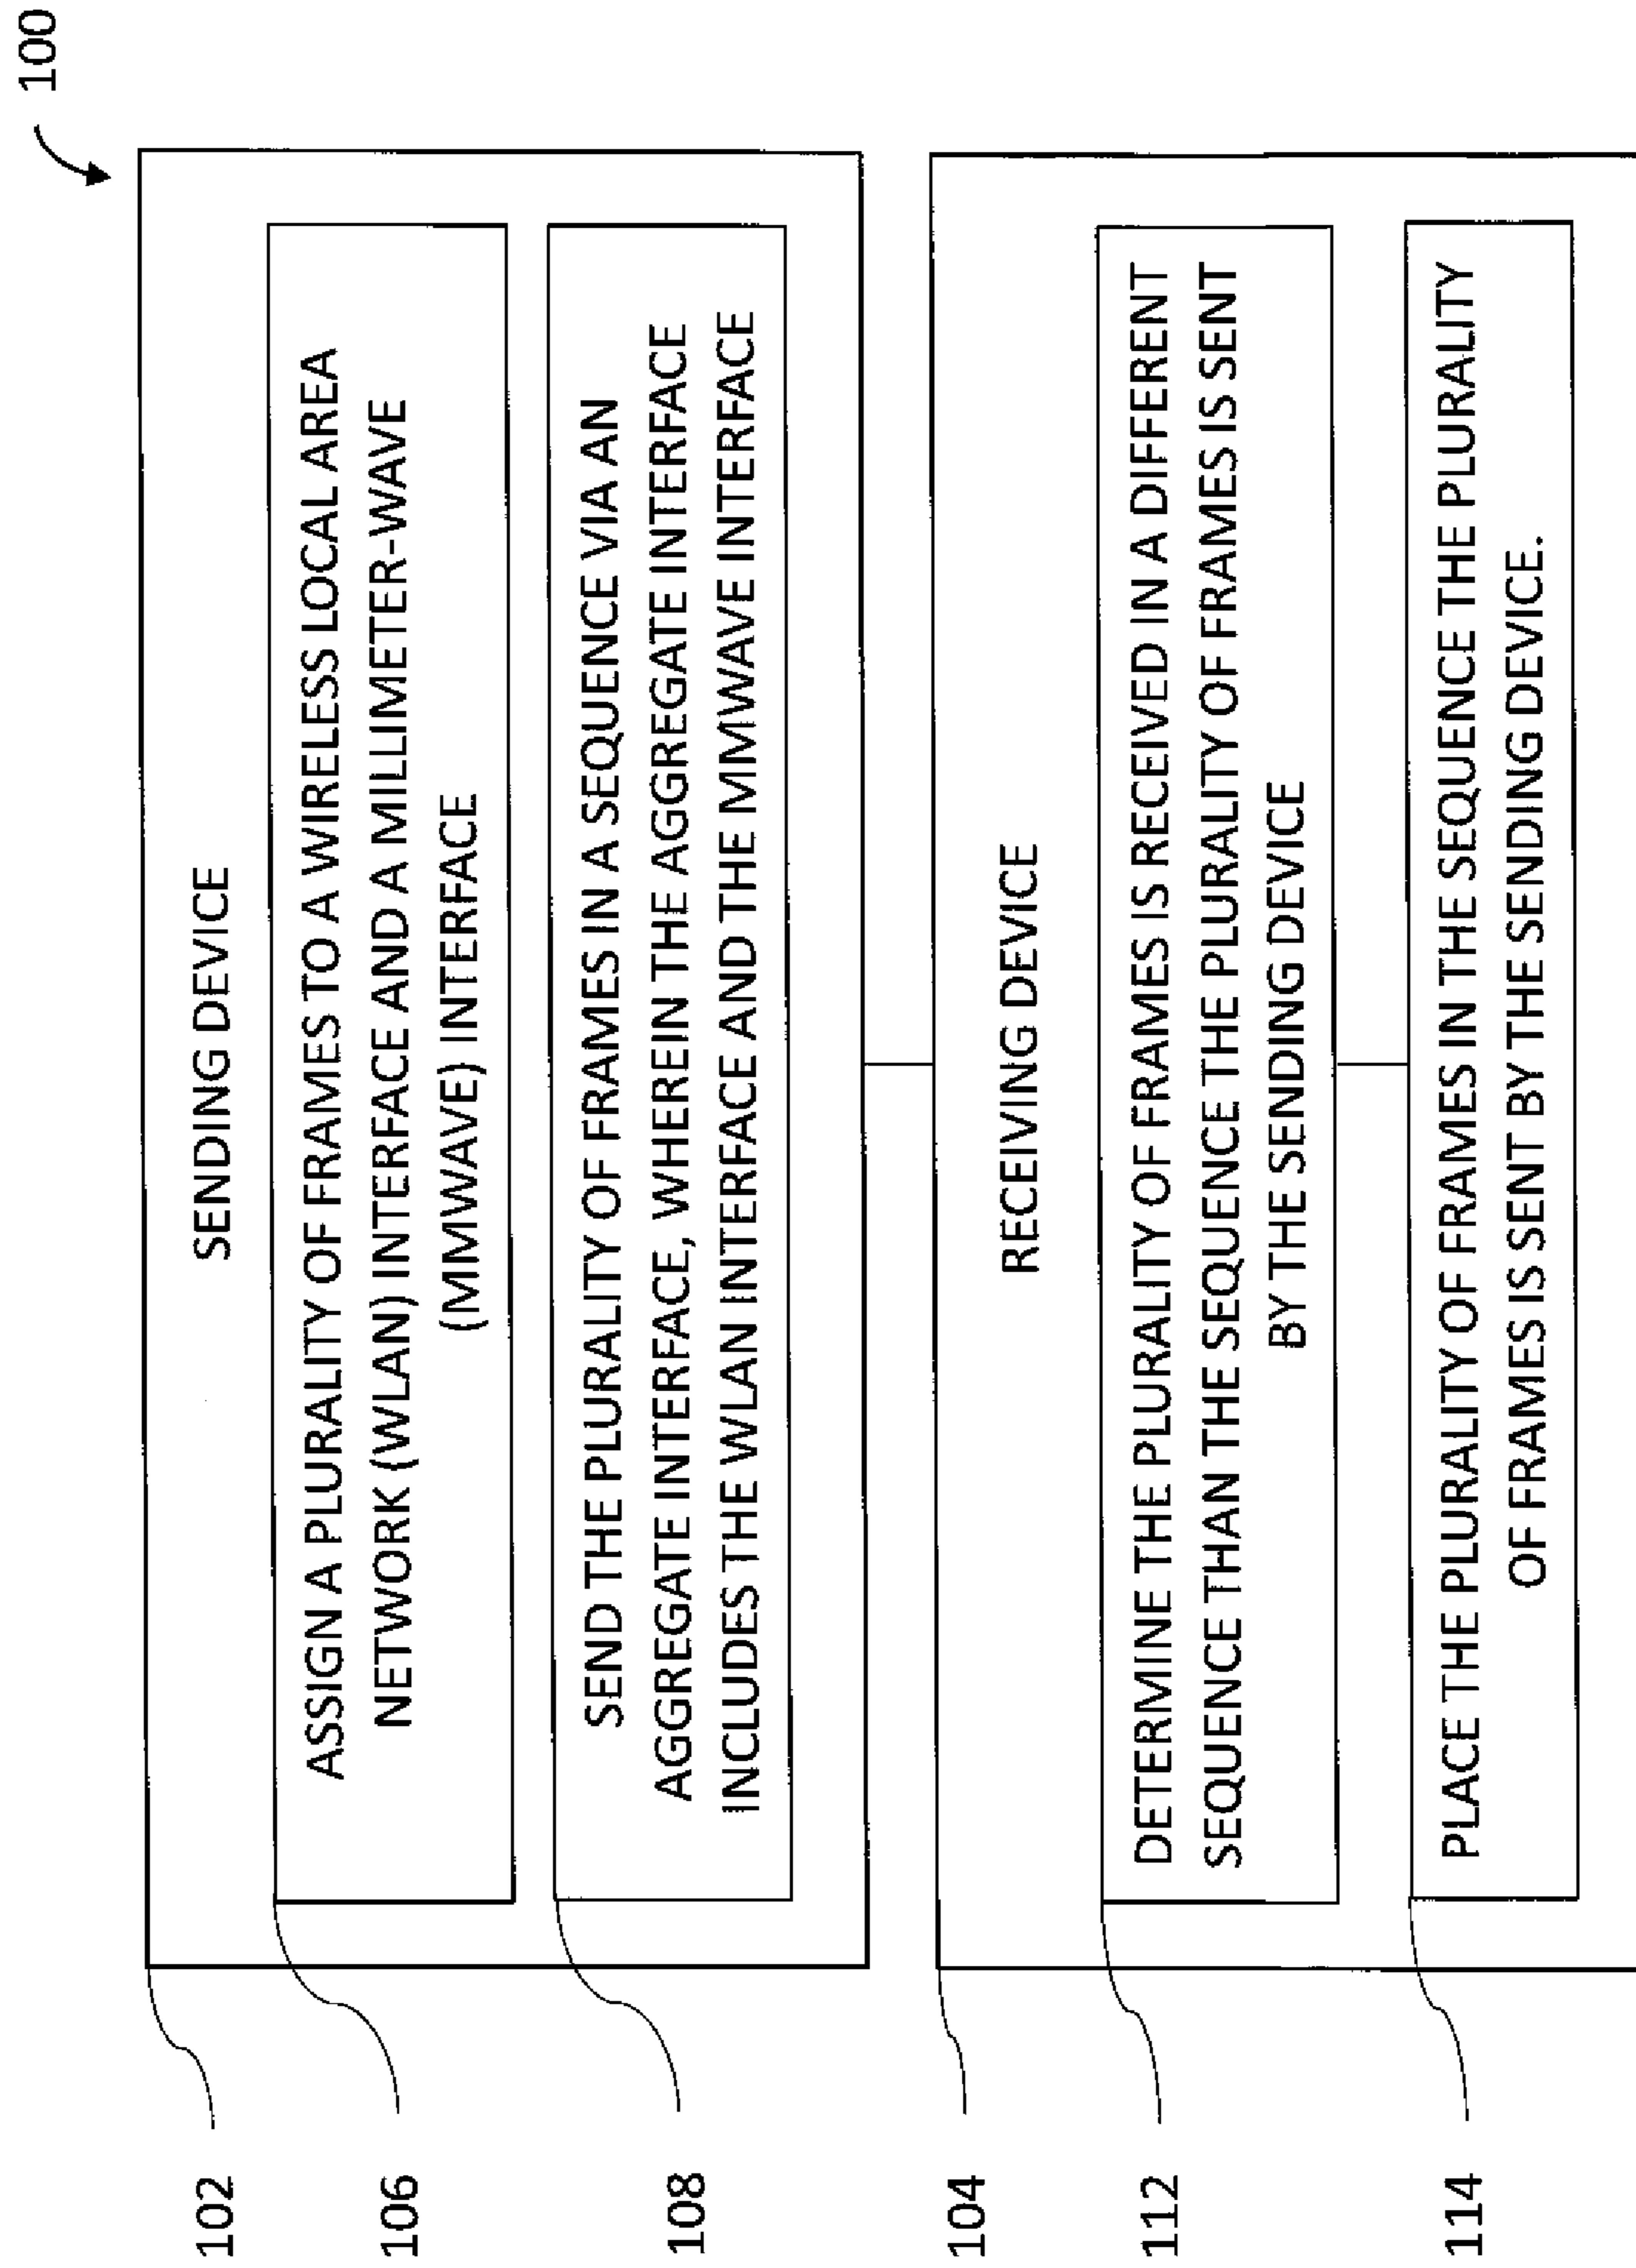 100
102
SENDING DEVICE
106
ASSIGN A PLURALITY OF FRAMES TO A WIRELESS LOCAL AREA
NETWORK (WLAN) INTERFACE AND A MILLIMETER-WAVE
(MMWAVE) INTERFACE
108
SEND THE PLURALITY OF FRAMES IN A SEQUENCE VIA AN
AGGREGATE INTERFACE, WHEREIN THE AGGREGATE INTERFACE
INCLUDES THE WLAN INTERFACE AND THE MMWAVE INTERFACE
104
RECEIVING DEVICE
112
DETERMINE THE PLURALITY OF FRAMES IS RECEIVED IN A DIFFERENT
SEQUENCE THAN THE SEQUENCE THE PLURALITY OF FRAMES IS SENT
BY THE SENDING DEVICE
114
PLACE THE PLURALITY OF FRAMES IN THE SEQUENCE THE PLURALITY
OF FRAMES IS SENT BY THE SENDING DEVICE.